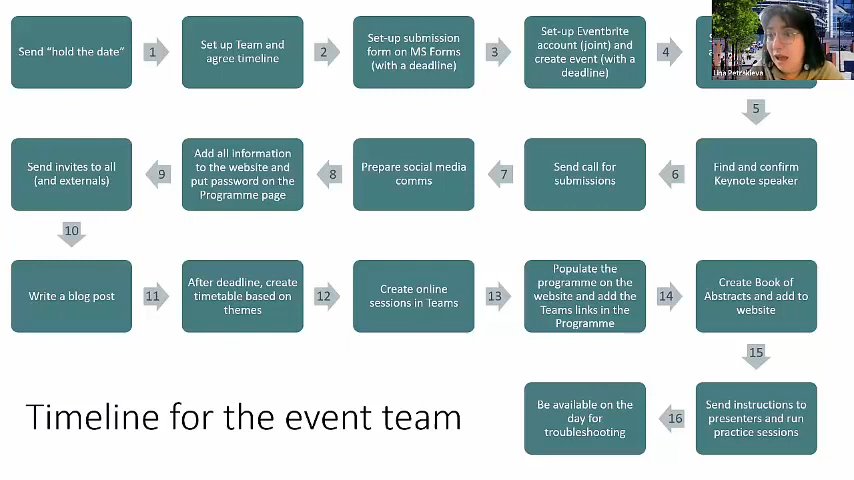 Send “hold the date”
1
Set up Team and
agree timeline
2
Set-up submission
form on MS Forms
(with a deadline)
3
Set-up Eventbrite
account (joint) and
create event (with a
deadline)
4
Lina Petrakieva
5
Find and confirm
Keynote speaker
6
Send call for
submissions
7
Prepare social media
comms
8
Add all information
to the website and
put password on the
Programme page
9
Send invites to all
(and externals)
10
Write a blog post
11
After deadline, create
timetable based on
themes
12
Create online
sessions in Teams
13
Populate the
programme on the
website and add the
Teams links in the
Programme
14
Create Book of
Abstracts and add to
website
15
Send instructions to
presenters and run
practice sessions
16
Be available on the
day for
troubleshooting
Timeline for the event team